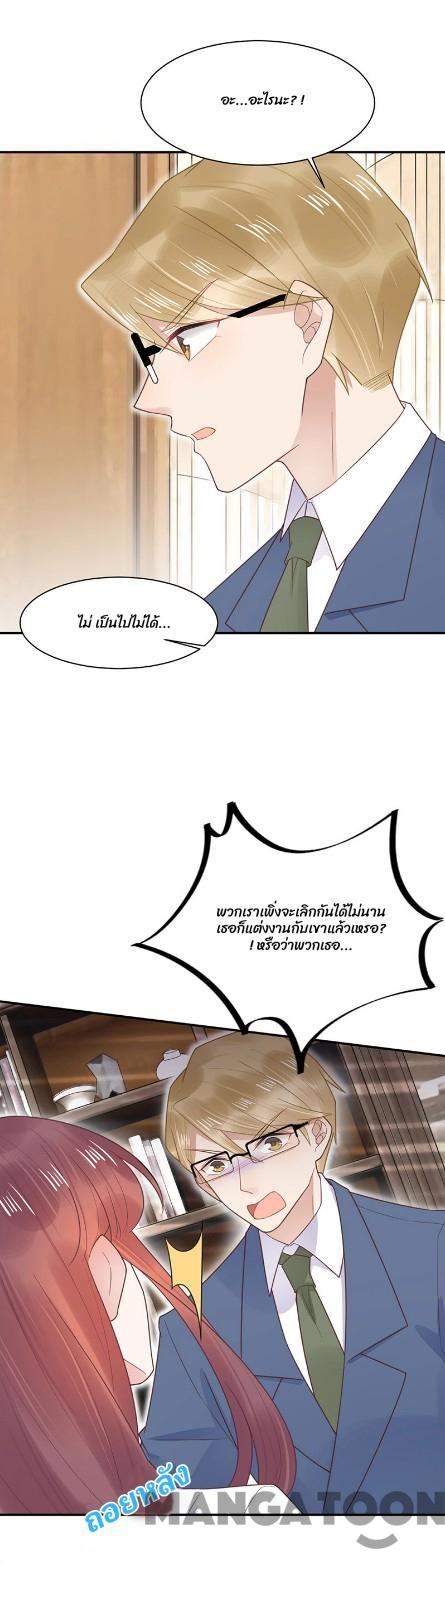 อะ...อะไรนะ?!
ไม่ เป็นไปไม่ได้...
พวกเราเพิ่งจะเลิกกันได้ไม่นาน
เธอก็แต่งงานกับเขาแล้วเหรอ?
!หรือว่าพวกเธอ...
ถอยหลัง
MANGATOON